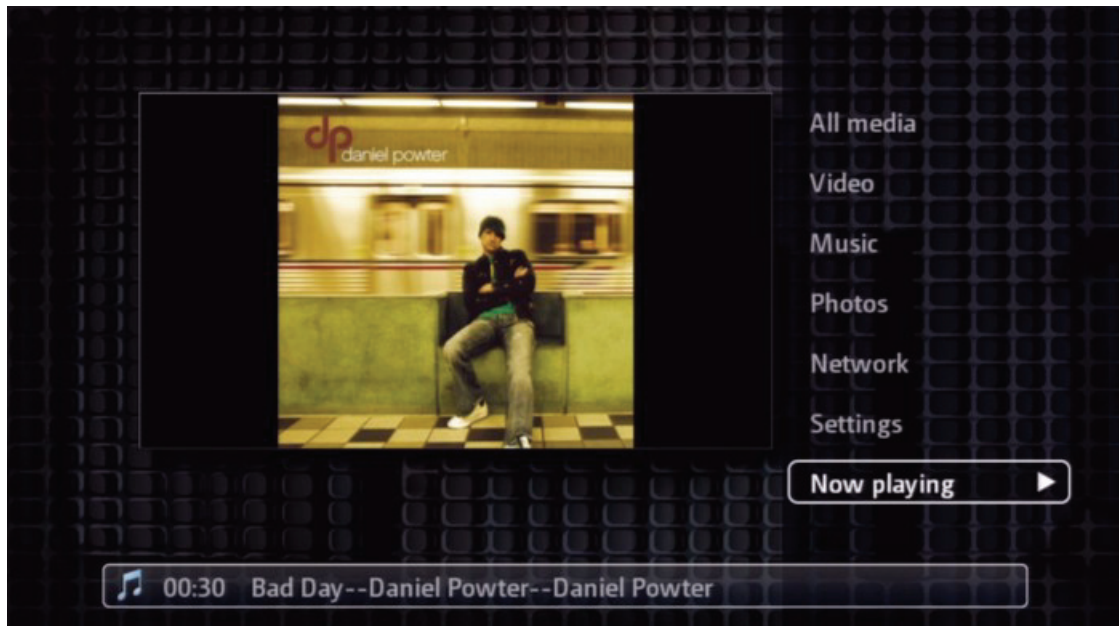 dp
daniel powter
All media
Video
Music
Photos
Network
Settings
Now playing
00:30 Bad Day--Daniel Powter--Daniel Powter